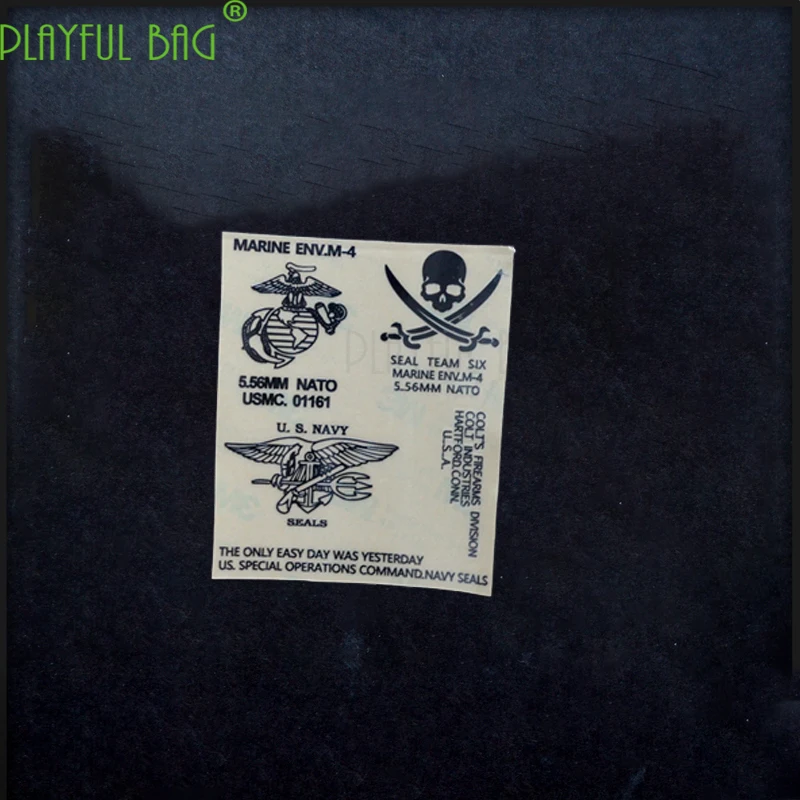 PLAYFUL BAG®
MARINE ENV.M-4
5.56MM NATO
USMC. 01161
SEAL TEAM SIX
MARINE ENV.M-4
5.56MM NATO
U. S. NAVY
SEALS
COLT'S FIREARMS DIVISION
COLT INDUSTRIES
HARTFORD.CONN.
U.S.A.
THE ONLY EASY DAY WAS YESTERDAY
US. SPECIAL OPERATIONS COMMAND.NAVY SEALS